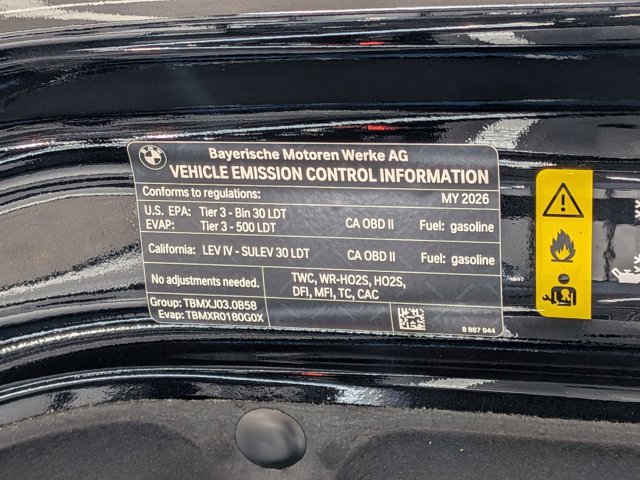 Bayerische Motoren Werke AG
VEHICLE EMISSION CONTROL INFORMATION
Conforms to regulations: MY 2026
U.S. EPA: Tier 3 - Bin 30 LDT CA OBD II Fuel: gasoline
EVAP: Tier 3 - 500 LDT
California: LEV IV - SULEV 30 LDT CA OBD II Fuel: gasoline
No adjustments needed.
TWC, WR-HO2S, HO2S,
DFI, MFI, TC, CAC
Group: TBMXJ03.0B58
Evap: TBMXR0180G0X
8 887 944